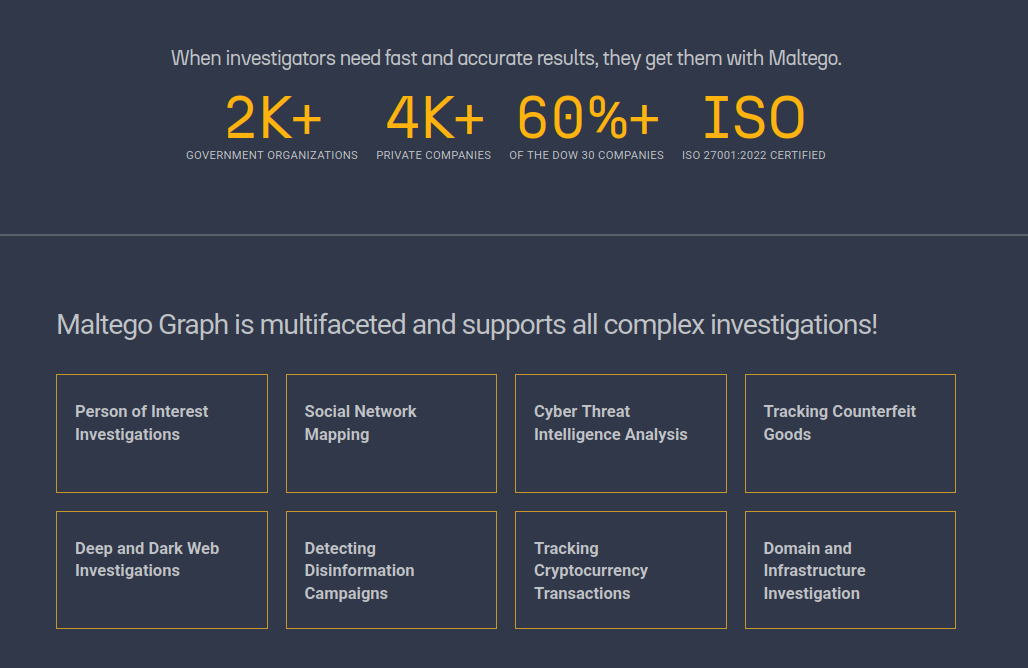 When investigators need fast and accurate results, they get them with Maltego.
2K+ 4K+ 60%+ ISO
GOVERNMENT ORGANIZATIONS PRIVATE COMPANIES OF THE DOW 30 COMPANIES ISO 27001:2022 CERTIFIED
Maltego Graph is multifaceted and supports all complex investigations!
Person of Interest
Investigations
Social Network
Mapping
Cyber Threat
Intelligence Analysis
Tracking Counterfeit
Goods
Deep and Dark Web
Investigations
Detecting
Disinformation
Campaigns
Tracking
Cryptocurrency
Transactions
Domain and
Infrastructure
Investigation